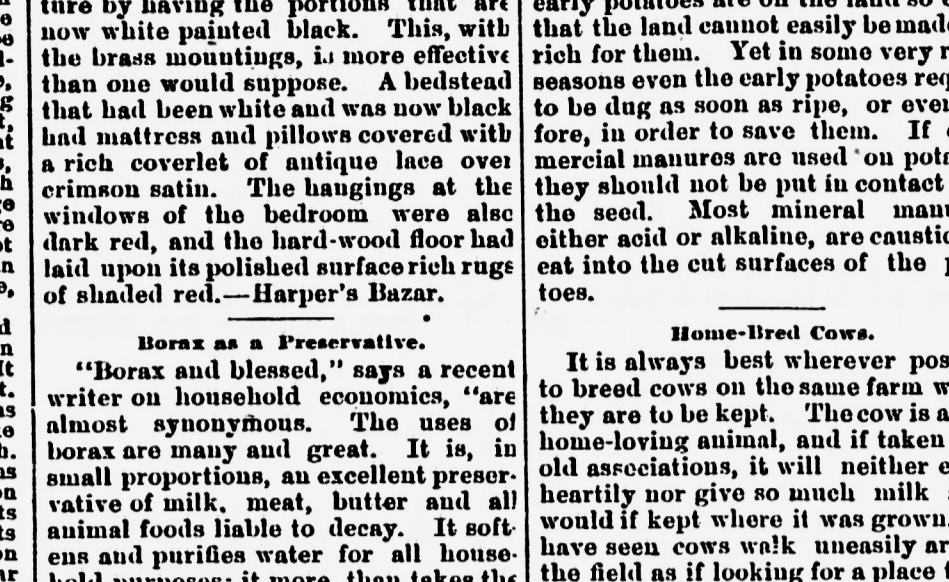 ture by having the portions that are
now white painted black. This, with
the brass mountings, is more effective
than one would suppose. A bedstead
that had been white and was now black
had mattress and pillows covered with
a rich coverlet of antique lace over
crimson satin. The hangings at the
windows of the bedroom were also
dark red, and the hard-wood floor had
laid upon its polished surface rich rugs
of shaded red.—Harper's Bazar.
Borax as a Preservative.
"Borax and blessed," says a recent
writer on household economics, "are
almost synonymous. The uses of
borax are many and great. It is, in
small proportions, an excellent preser-
vative of milk, meat, butter and all
animal foods liable to decay. It soft-
ens and purifies water for all house-
hold purposes; it more than takes the
early potatoes are on the land so
that the land cannot easily be made
rich for them. Yet in some very
seasons even the early potatoes req
to be dug as soon as ripe, or eve
fore, in order to save them. If
mercial manures are used on pota
they should not be put in contact
the seed. Most mineral manu
either acid or alkaline, are caustic
eat into the cut surfaces of the
toes.
Home-Bred Cows.
It is always best wherever pos
to breed cows on the same farm w
they are to be kept. The cow is a
home-loving animal, and if taken
old associations, it will neither e
heartily nor give so much milk
would if kept where it was grown.
have seen cows walk uneasily ar
the field as if looking for a place